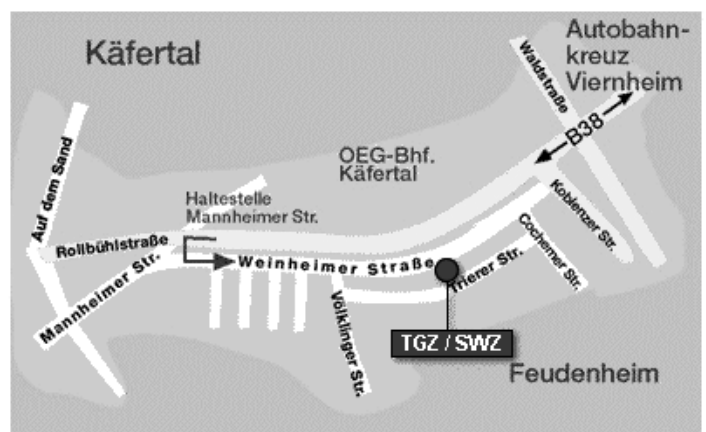 Käfertal
Autobahn-
kreuz
Viernheim
Waldstraße
B38
OEG-Bhf.
Käfertal
Auf dem Sand
Haltestelle
Mannheimer Str.
Koblenzer Str.
Rollbühlstraße
Cochemer Str.
Weinheimer Straße
Mannheimer Str.
Trierer Str.
Völklinger Str.
TGZ / SWZ
Feudenheim